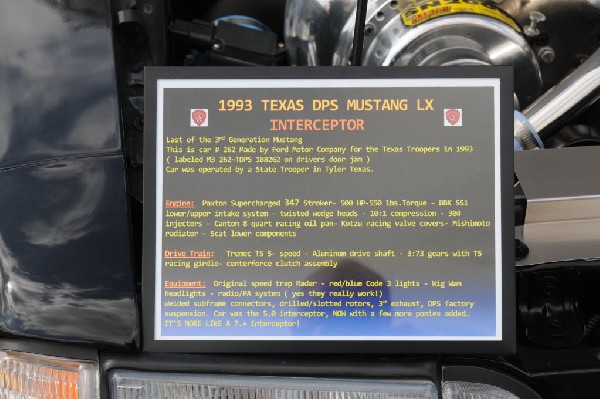 1993 TEXAS DPS MUSTANG LX
INTERCEPTOR
Last of the 3rd Generation Mustang
This is car # 262 Made by Ford Motor Company for the Texas Troopers in 1993
( labeled M3 262-TDPS 188262 on drivers door jam )
Car was operated by a State Trooper in Tyler Texas.
Engine: Paxton Supercharged 347 Stroker- 500 HP-550 lbs.Torque - BBK SS1
lower/upper intake system - twisted wedge heads - 10:1 compression - 30#
injectors - Canton 8 quart racing oil pan- Kotzu racing valve covers- Mishimoto
radiator - Scat lower components
Drive Train: Tremec T5 5- speed - Aluminum drive shaft - 3:73 gears with T5
racing girdle- centerforce clutch assembly
Equipment: Original speed trap Radar - red/blue Code 3 lights - Wig Wam
headlights - radio/PA system ( yes they really work!)
Welded subframe connectors, drilled/slotted rotors, 3" exhaust, DPS factory
suspension. Car was the 5.0 interceptor, NOW with a few more ponies added..
IT'S MORE LIKE A 7.+ interceptor!